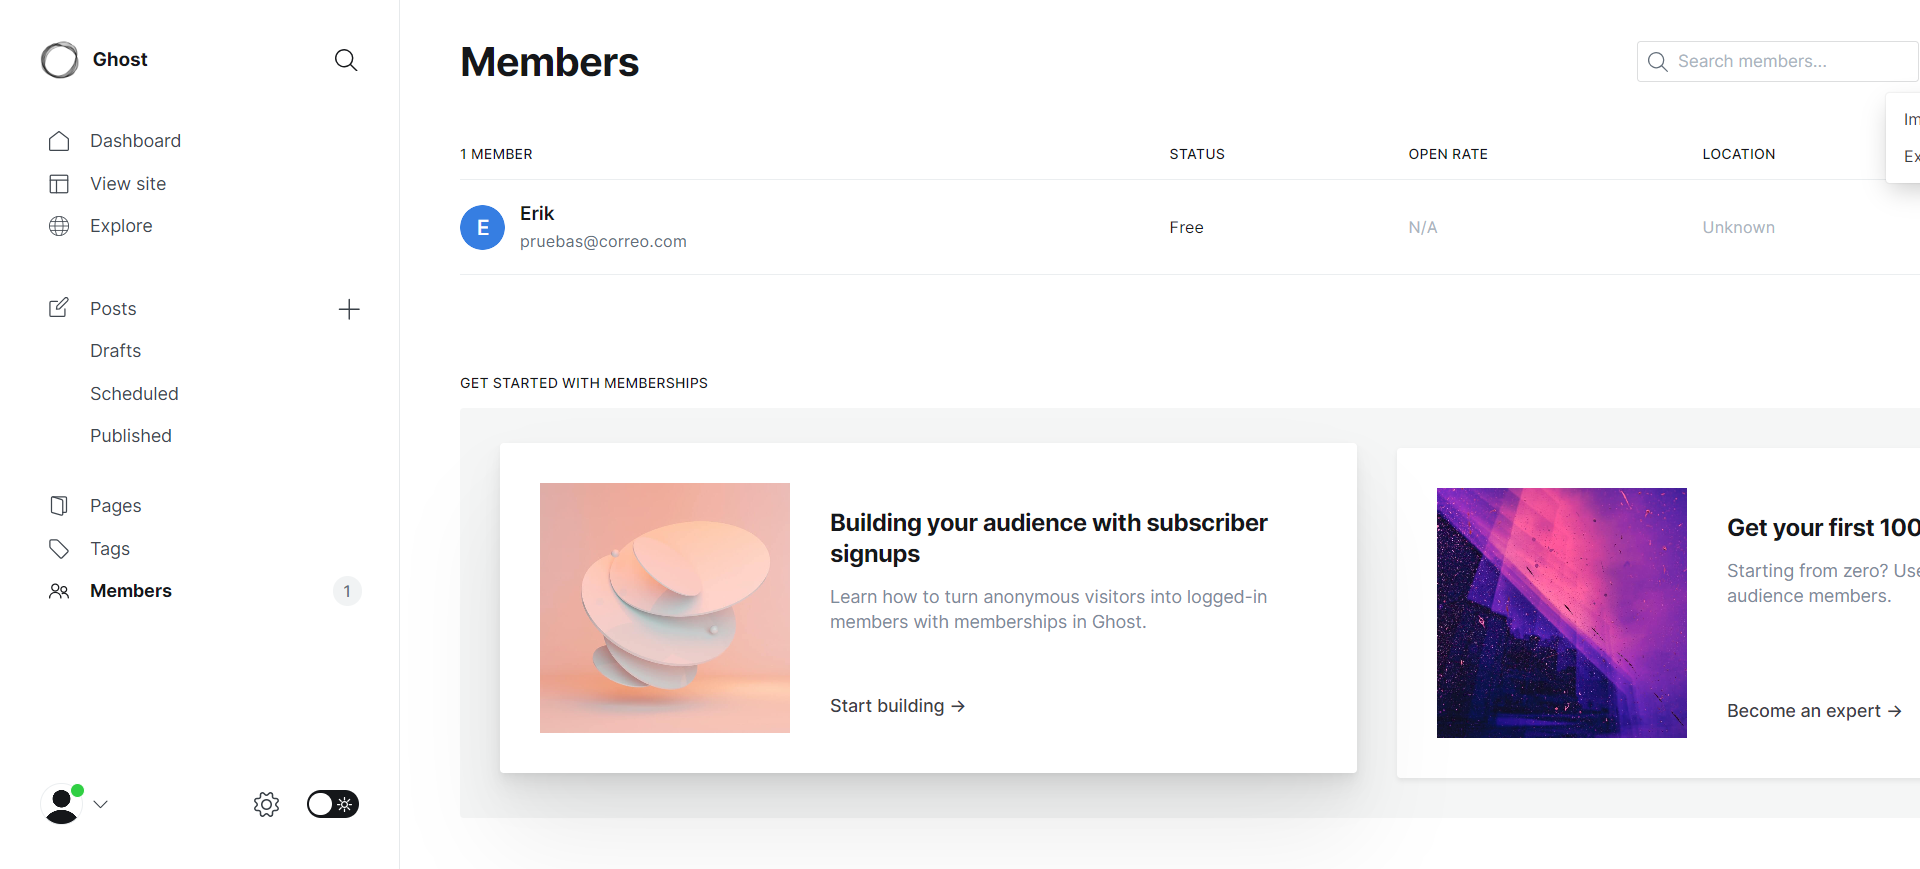 Ghost
Dashboard
View site
Explore
Posts
Drafts
Scheduled
Published
Pages
Tags
Members
1
Members
Search members...
1 MEMBER
STATUS
OPEN RATE
LOCATION
E
Erik
pruebas@correo.com
Free
N/A
Unknown
GET STARTED WITH MEMBERSHIPS
Building your audience with subscriber
signups
Learn how to turn anonymous visitors into logged-in
members with memberships in Ghost.
Start building →
Get your first 100
Starting from zero? Use
audience members.
Become an expert →